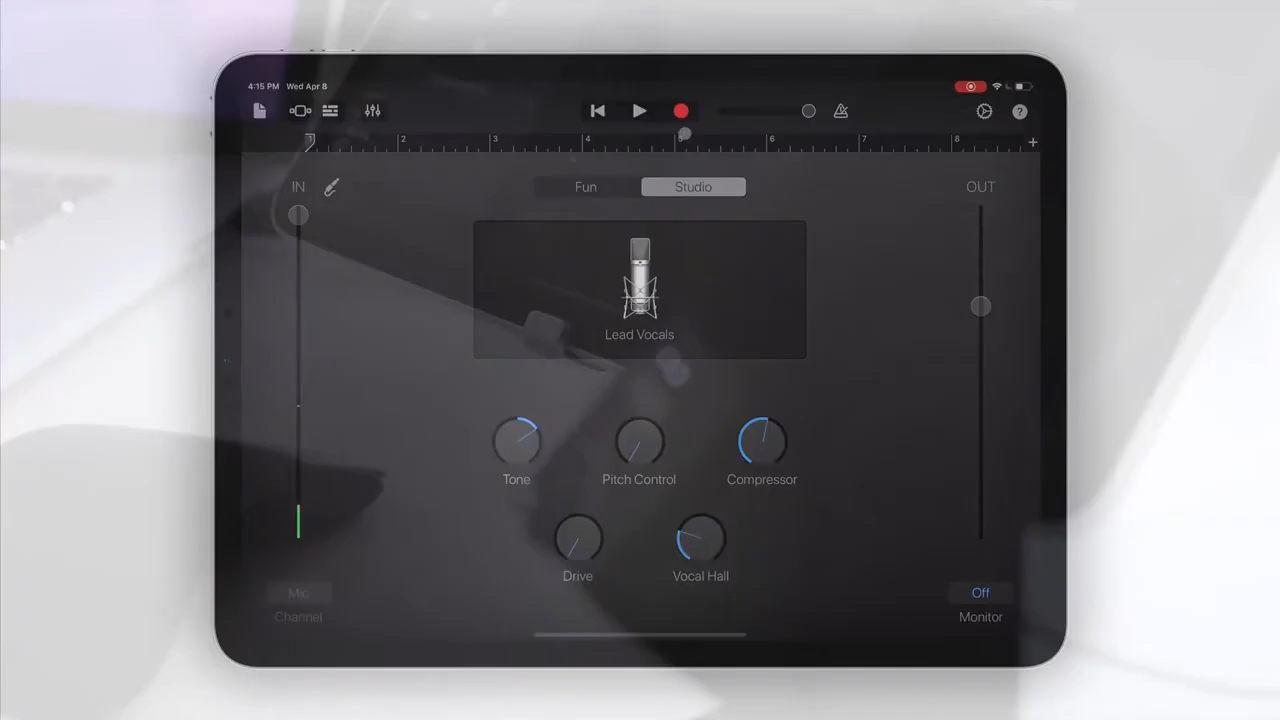 4:15 PM Wed Apr 8
1 2 3 4 5 6 7 8
IN
Fun
Studio
OUT
Lead Vocals
Tone
Pitch Control
Compressor
Drive
Vocal Hall
Mic
Channel
Off
Monitor